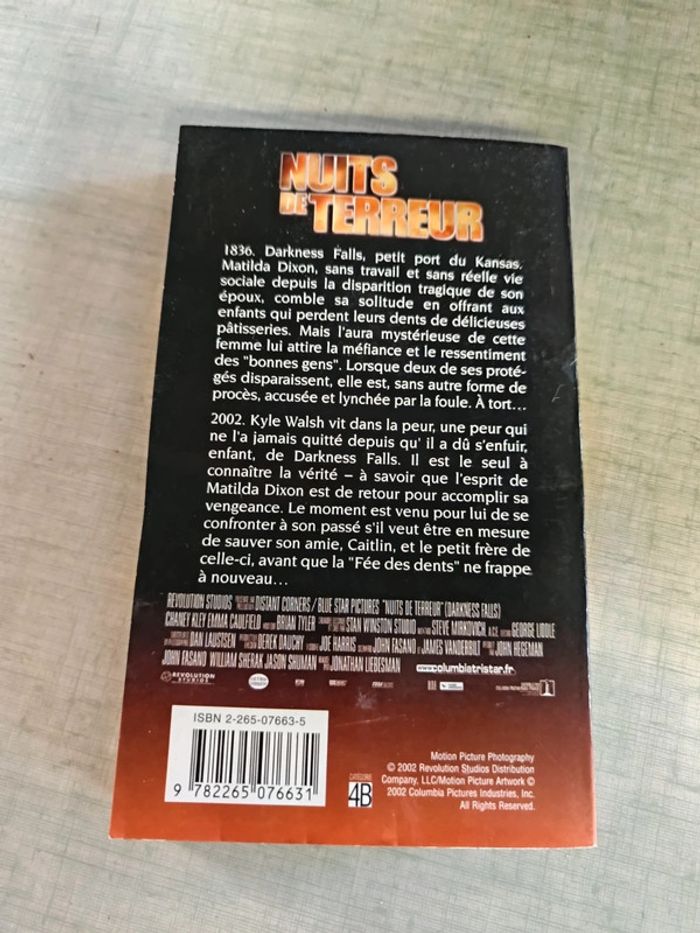 NUITS
DE TERREUR
1836. Darkness Falls, petit port du Kansas.
Matilda Dixon, sans travail et sans réelle vie
sociale depuis la disparition tragique de son
époux, comble sa solitude en offrant aux
enfants qui perdent leurs dents de délicieuses
pâtisseries. Mais l'aura mystérieuse de cette
femme lui attire la méfiance et le ressentiment
des "bonnes gens". Lorsque deux de ses proté-
gés disparaissent, elle est, sans autre forme de
procès, accusée et lynchée par la foule. À tort...
2002. Kyle Walsh vit dans la peur, une peur qui
ne l'a jamais quitté depuis qu' il a dû s'enfuir,
enfant, de Darkness Falls. Il est le seul à
connaître la vérité – à savoir que l'esprit de
Matilda Dixon est de retour pour accomplir sa
vengeance. Le moment est venu pour lui de se
confronter à son passé s'il veut être en mesure
de sauver son amie, Caitlin, et le petit frère de
celle-ci, avant que la "Fée des dents" ne frappe
à nouveau...
REVOLUTION STUDIOS DISTANT CORNERS / BLUE STAR PICTURES "NUITS DE TERREUR" (DARKNESS FALLS)
CHANEY KLEY EMMA CAULFIELD BRIAN TYLER STAN WINSTON STUDIO STEVE MIRKOVICH, A.C.E. GEORGE LIDDLE
DAN LAUSTSEN DEREK DAUCHY JOE HARRIS JOHN FASANO JAMES VANDERBILT JOHN HEGEMAN
JOHN FASANO WILLIAM SHERAK JASON SHUMAN JONATHAN LIEBESMAN www.columbiatristar.fr
REVOLUTION
STUDIOS
ISBN 2-265-07663-5
9 782265 076631
CATÉGORIE
4B
Motion Picture Photography
© 2002 Revolution Studios Distribution
Company, LLC/Motion Picture Artwork ©
2002 Columbia Pictures Industries, Inc.
All Rights Reserved.